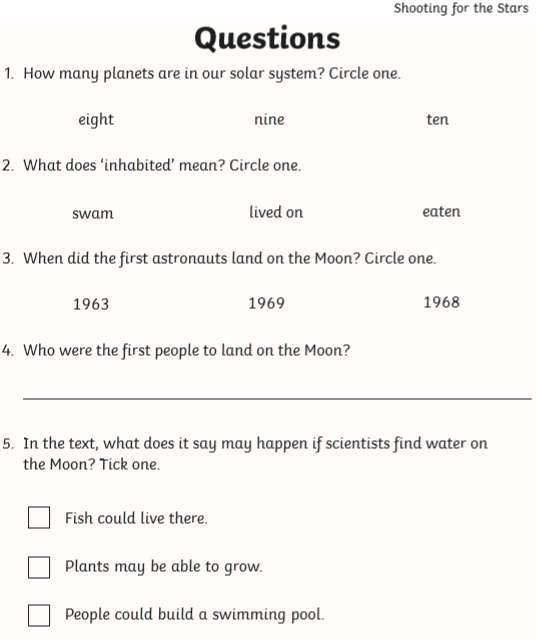 Shooting for the Stars
Questions
1. How many planets are in our solar system? Circle one.
eight nine ten
2. What does ‘inhabited’ mean? Circle one.
swam lived on eaten
3. When did the first astronauts land on the Moon? Circle one.
1963 1969 1968
4. Who were the first people to land on the Moon?
5. In the text, what does it say may happen if scientists find water on
the Moon? Tick one.
Fish could live there.
Plants may be able to grow.
People could build a swimming pool.